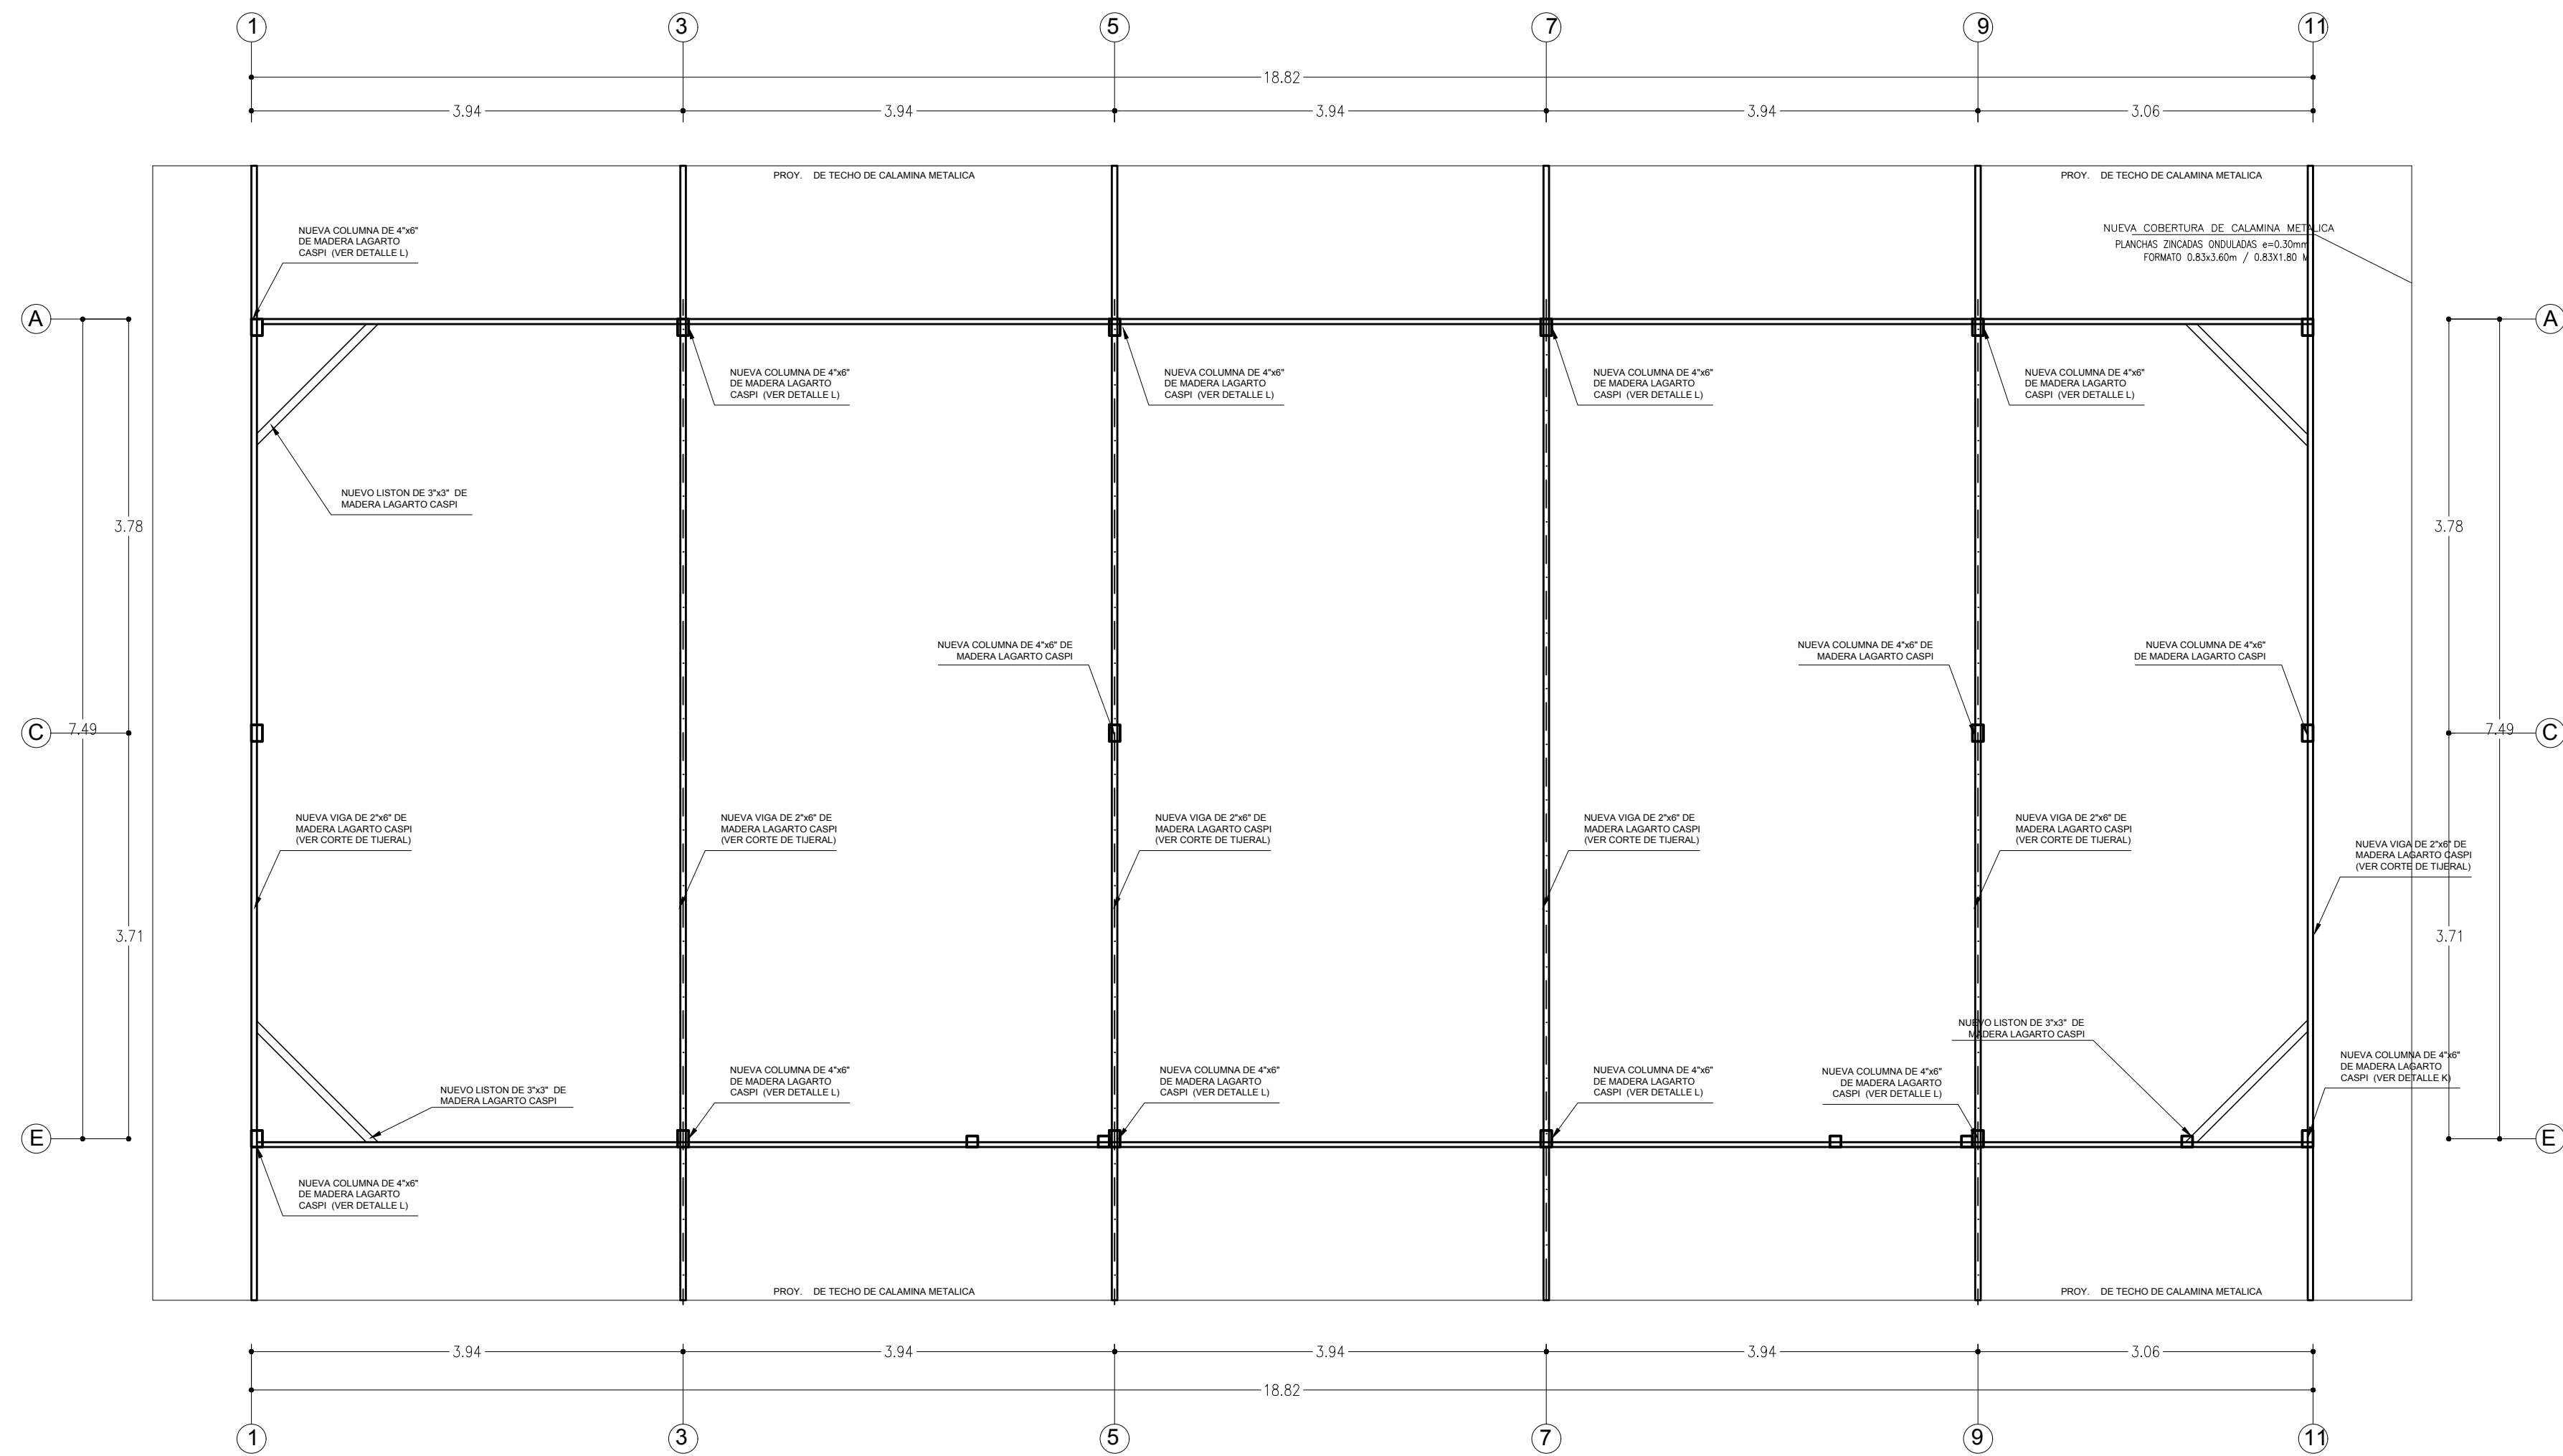 1 3 5 7 9 11
18.82
3.94 3.94 3.94 3.94 3.06
PROY. DE TECHO DE CALAMINA METALICA
PROY. DE TECHO DE CALAMINA METALICA
NUEVA COLUMNA DE 4"x6"
DE MADERA LAGARTO
CASPI (VER DETALLE L)
NUEVA COBERTURA DE CALAMINA METALICA
PLANCHAS ZINCADAS ONDULADAS e=0.30mm
FORMATO 0.83x3.60m / 0.83X1.80 M
A
A
NUEVA COLUMNA DE 4"x6"
DE MADERA LAGARTO
CASPI (VER DETALLE L)
NUEVA COLUMNA DE 4"x6"
DE MADERA LAGARTO
CASPI (VER DETALLE L)
NUEVA COLUMNA DE 4"x6"
DE MADERA LAGARTO
CASPI (VER DETALLE L)
NUEVA COLUMNA DE 4"x6"
DE MADERA LAGARTO
CASPI (VER DETALLE L)
NUEVO LISTON DE 3"x3" DE
MADERA LAGARTO CASPI
3.78
3.78
NUEVA COLUMNA DE 4"x6" DE
MADERA LAGARTO CASPI
NUEVA COLUMNA DE 4"x6" DE
MADERA LAGARTO CASPI
NUEVA COLUMNA DE 4"x6"
DE MADERA LAGARTO CASPI
C
7.49
7.49
C
NUEVA VIGA DE 2"x6" DE
MADERA LAGARTO CASPI
(VER CORTE DE TIJERAL)
NUEVA VIGA DE 2"x6" DE
MADERA LAGARTO CASPI
(VER CORTE DE TIJERAL)
NUEVA VIGA DE 2"x6" DE
MADERA LAGARTO CASPI
(VER CORTE DE TIJERAL)
NUEVA VIGA DE 2"x6" DE
MADERA LAGARTO CASPI
(VER CORTE DE TIJERAL)
NUEVA VIGA DE 2"x6" DE
MADERA LAGARTO CASPI
(VER CORTE DE TIJERAL)
NUEVA VIGA DE 2"x6" DE
MADERA LAGARTO CASPI
(VER CORTE DE TIJERAL)
3.71
3.71
NUEVO LISTON DE 3"x3" DE
MADERA LAGARTO CASPI
NUEVA COLUMNA DE 4"x6"
DE MADERA LAGARTO
CASPI (VER DETALLE L)
NUEVA COLUMNA DE 4"x6"
DE MADERA LAGARTO
CASPI (VER DETALLE L)
NUEVA COLUMNA DE 4"x6"
DE MADERA LAGARTO
CASPI (VER DETALLE L)
NUEVA COLUMNA DE 4"x6"
DE MADERA LAGARTO
CASPI (VER DETALLE L)
NUEVO LISTON DE 3"x3" DE
MADERA LAGARTO CASPI
NUEVA COLUMNA DE 4"x6"
DE MADERA LAGARTO
CASPI (VER DETALLE K)
E
E
NUEVA COLUMNA DE 4"x6"
DE MADERA LAGARTO
CASPI (VER DETALLE L)
PROY. DE TECHO DE CALAMINA METALICA
PROY. DE TECHO DE CALAMINA METALICA
3.94 3.94 3.94 3.94 3.06
18.82
1 3 5 7 9 11